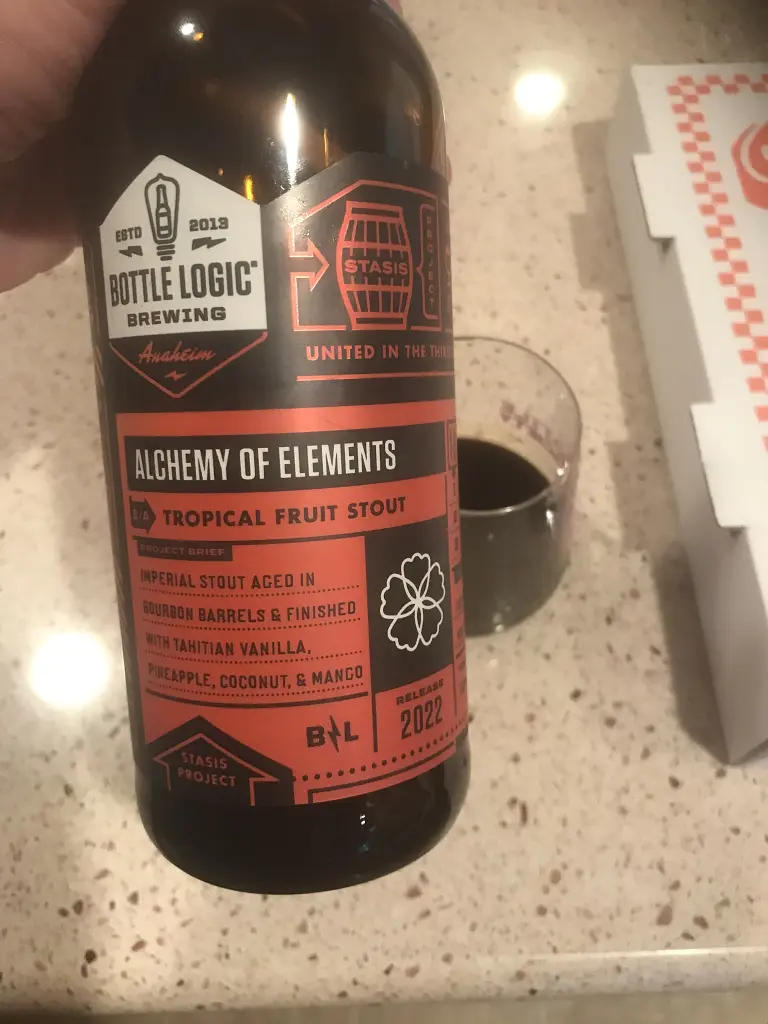 ESTD 2013
BOTTLE LOGIC
BREWING
Anaheim
STASIS
PROJECT
UNITED IN THE
ALCHEMY OF ELEMENTS
B/A TROPICAL FRUIT STOUT
PROJECT BRIEF
IMPERIAL STOUT AGED IN
BOURBON BARRELS & FINISHED
WITH TAHITIAN VANILLA,
PINEAPPLE, COCONUT, & MANGO
RELEASE
2022
B L
STASIS
PROJECT